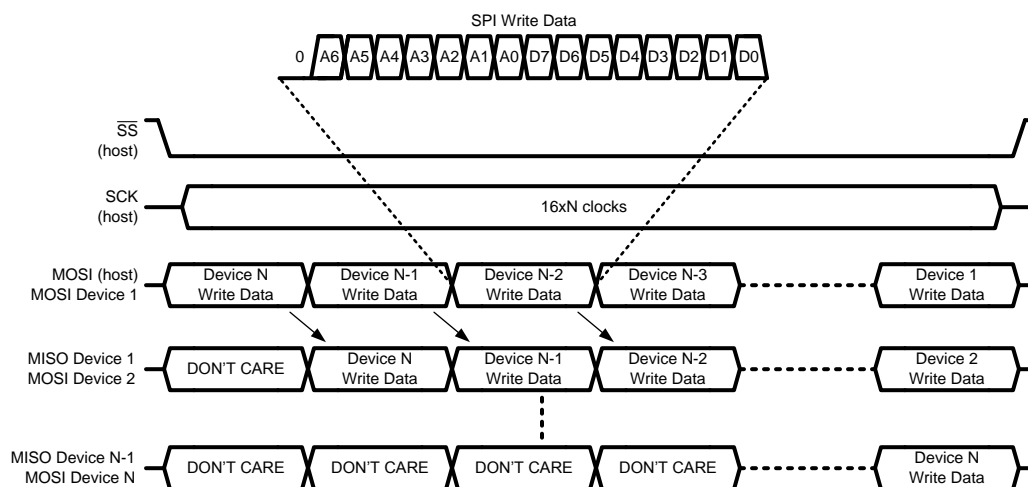 SPI Write Data
0 A6 A5 A4 A3 A2 A1 A0 D7 D6 D5 D4 D3 D2 D1 D0
SS
(host)
SCK
(host)
16xN clocks
MOSI (host)
MOSI Device 1
Device N
Write Data
Device N-1
Write Data
Device N-2
Write Data
Device N-3
Write Data
Device 1
Write Data
MISO Device 1
MOSI Device 2
DON'T CARE
Device N
Write Data
Device N-1
Write Data
Device N-2
Write Data
Device 2
Write Data
MISO Device N-1
MOSI Device N
DON'T CARE
DON'T CARE
DON'T CARE
DON'T CARE
Device N
Write Data